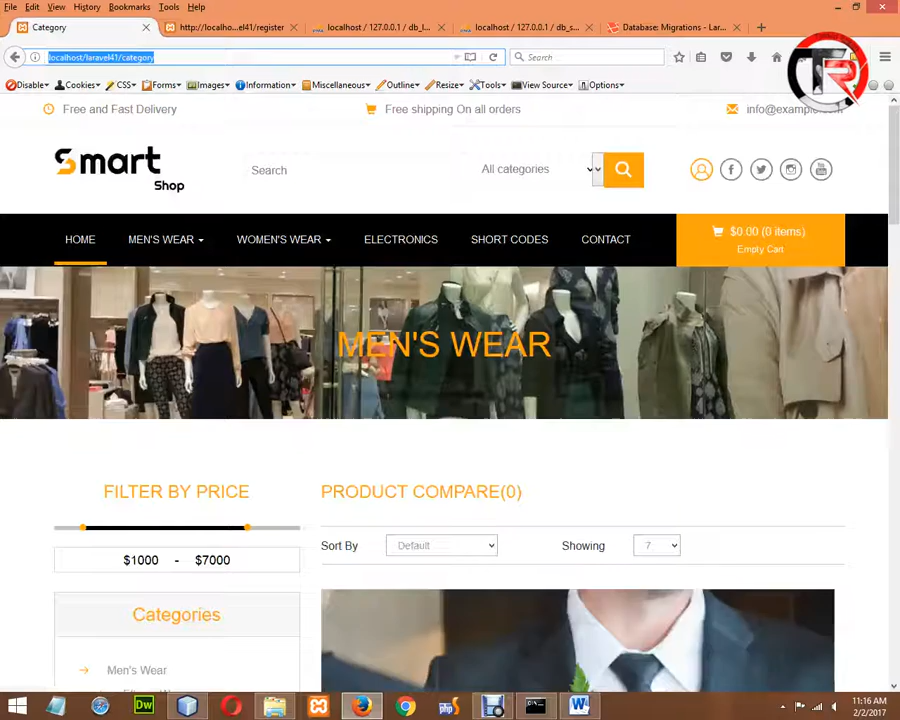 File Edit View History Bookmarks Tools Help
Category
http://localho...el41/register
localhost / 127.0.0.1 / db_l...
localhost / 127.0.0.1 / db_s...
Database: Migrations - Lar...
localhost/laravel41/category
Search
Disable Cookies CSS Forms Images Information Miscellaneous Outline Resize Tools View Source Options
Free and Fast Delivery
Free shipping On all orders
info@example.com
Smart
Shop
Search
All categories
HOME
MEN'S WEAR
WOMEN'S WEAR
ELECTRONICS
SHORT CODES
CONTACT
$0.00 (0 items)
Empty Cart
MEN'S WEAR
FILTER BY PRICE
PRODUCT COMPARE(0)
Sort By
Default
Showing
7
$1000 - $7000
Categories
Men's Wear
11:16 AM
2/2/2017